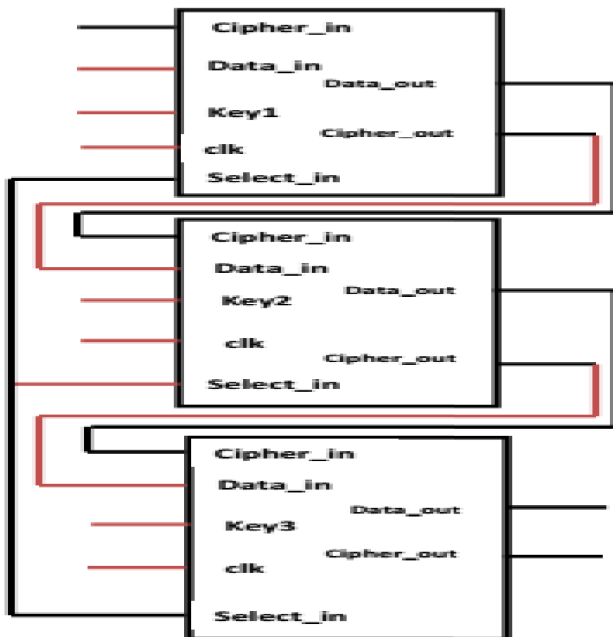 Cipher_in
Data_in
Data_out
Key1
Cipher_out
clk
Select_in
Cipher_in
Data_in
Data_out
Key2
clk
Cipher_out
Select_in
Cipher_in
Data_in
Data_out
Key3
Cipher_out
clk
Select_in